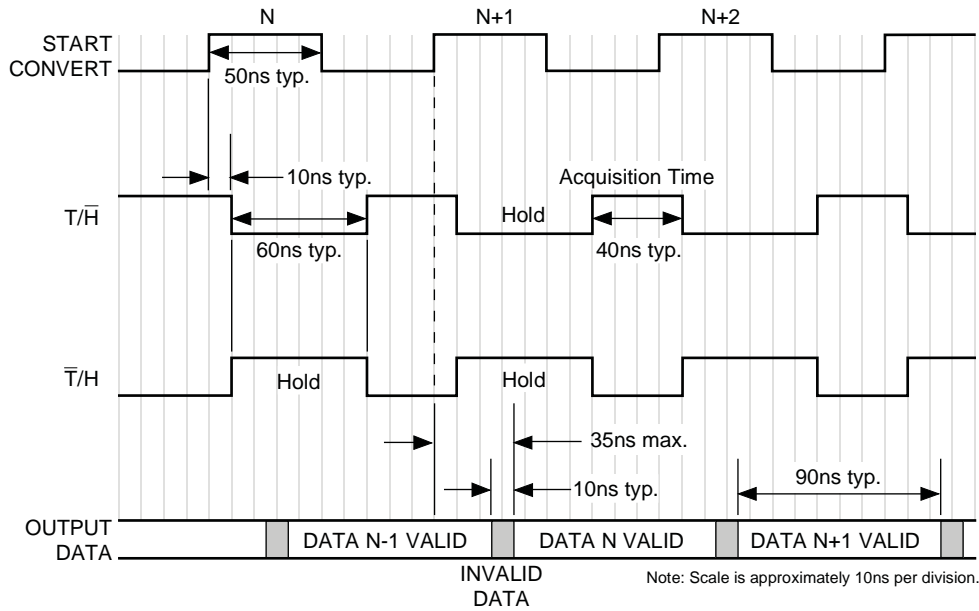 N
N+1
N+2
START
CONVERT
50ns typ.
10ns typ.
Acquisition Time
T/H̅
Hold
60ns typ.
40ns typ.
T̅/H
Hold
Hold
35ns max.
10ns typ.
90ns typ.
OUTPUT
DATA
DATA N-1 VALID
DATA N VALID
DATA N+1 VALID
INVALID
DATA
Note: Scale is approximately 10ns per division.